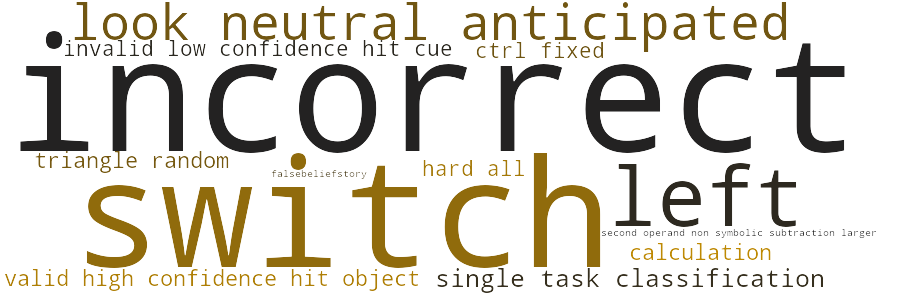 look neutral anticipated
invalid low confidence hit cue
ctrl fixed
incorrect
triangle random
falsebeliefstory
hard all
switch
left
second operand non symbolic subtraction larger
calculation
valid high confidence hit object
single task classification